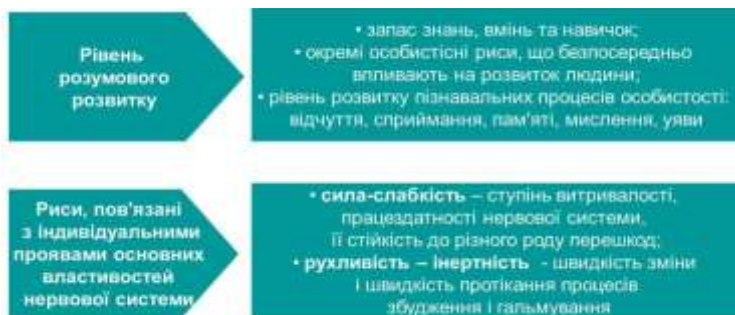 Рівень
розумового
розвитку
• запас знань, вмінь та навичок;
• окремі особистісні риси, що безпосередньо
впливають на розвиток людини;
• рівень розвитку пізнавальних процесів особистості:
відчуття, сприймання, пам'яті, мислення, уяви
Риси, пов'язані
з індивідуальними
проявами основних
властивостей
нервової системи
• сила-слабкість – ступінь витривалості,
працездатності нервової системи,
її стійкість до різного роду перешкод;
• рухливість – інертність - швидкість зміни
і швидкість протікання процесів
збудження і гальмування